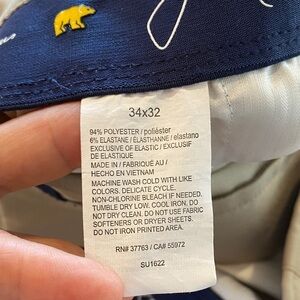 34x32
94% POLYESTER / poliéster
6% ELASTANE / ÉLASTHANNE / elastano
EXCLUSIVE OF ELASTIC / EXCLUSIF
DE ELASTIQUE
MADE IN / FABRIQUÉ AU /
HECHO EN VIETNAM
MACHINE WASH COLD WITH LIKE
COLORS. DELICATE CYCLE.
NON-CHLORINE BLEACH IF NEEDED.
TUMBLE DRY LOW. COOL IRON. DO
NOT DRY CLEAN. DO NOT USE FABRIC
SOFTENERS OR DRYER SHEETS.
DO NOT IRON PRINTED AREA.
RN# 37763 / CA# 55972
SU1622